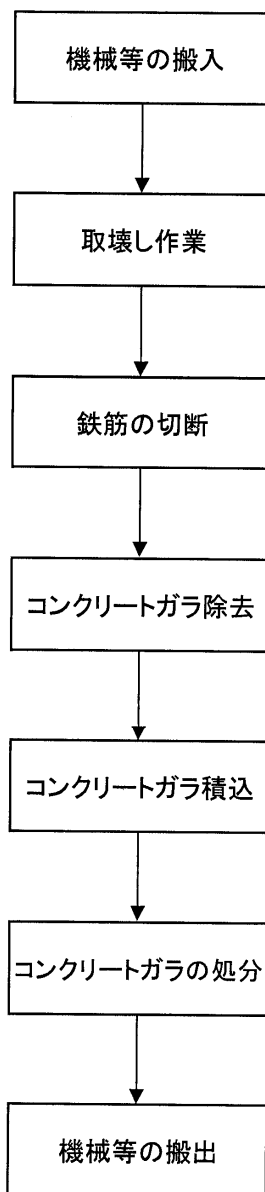 機械等の搬入
取壊し作業
鉄筋の切断
コンクリートガラ除去
コンクリートガラ積込
コンクリートガラの処分
機械等の搬出